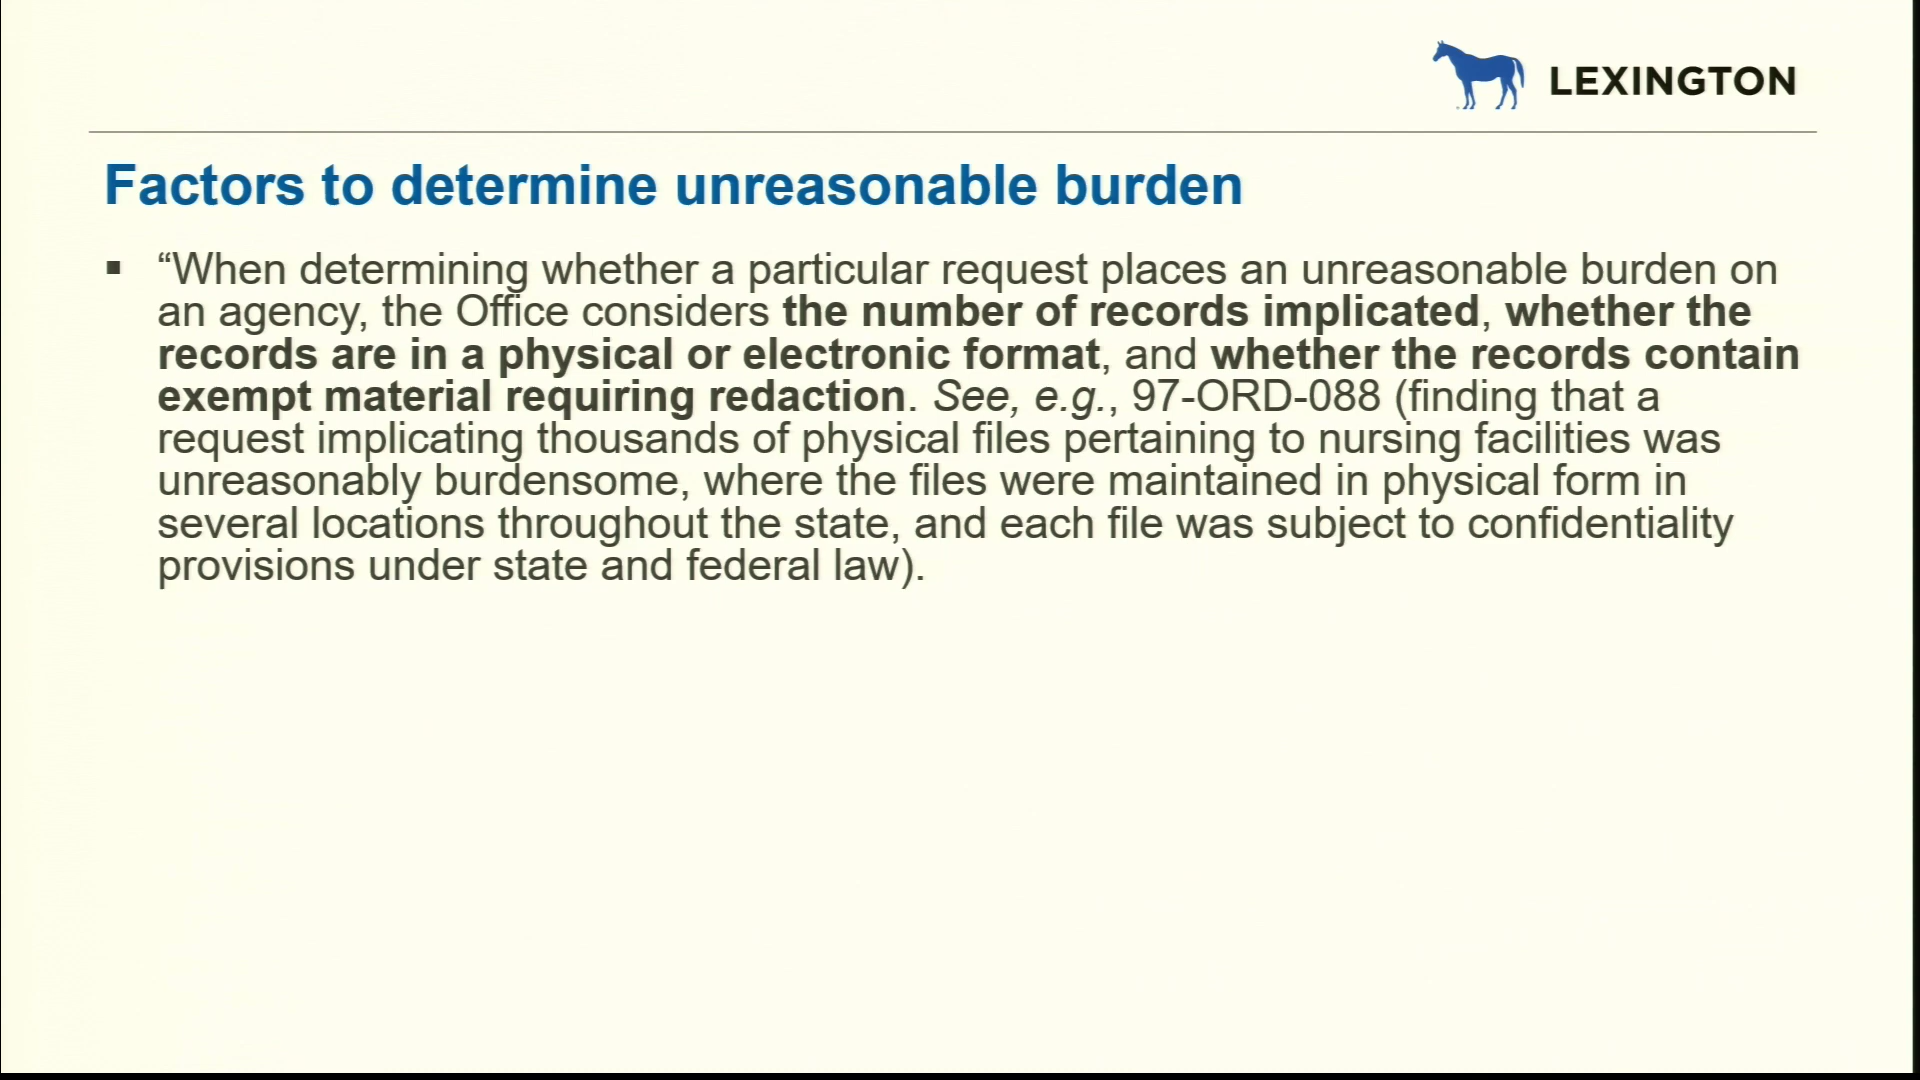 LEXINGTON
Factors to determine unreasonable burden
▪ “When determining whether a particular request places an unreasonable burden on
an agency, the Office considers the number of records implicated, whether the
records are in a physical or electronic format, and whether the records contain
exempt material requiring redaction. See, e.g., 97-ORD-088 (finding that a
request implicating thousands of physical files pertaining to nursing facilities was
unreasonably burdensome, where the files were maintained in physical form in
several locations throughout the state, and each file was subject to confidentiality
provisions under state and federal law).